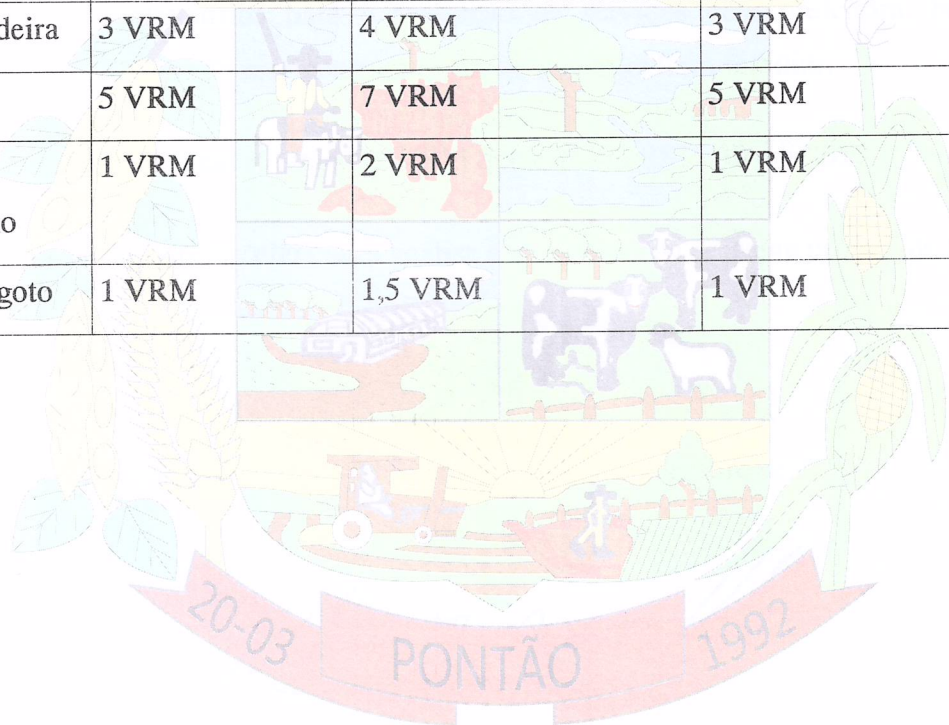 deira 3 VRM 4 VRM 3 VRM
5 VRM 7 VRM 5 VRM
1 VRM 2 VRM 1 VRM
o
goto 1 VRM 1,5 VRM 1 VRM
20-03 PONTÃO 1992